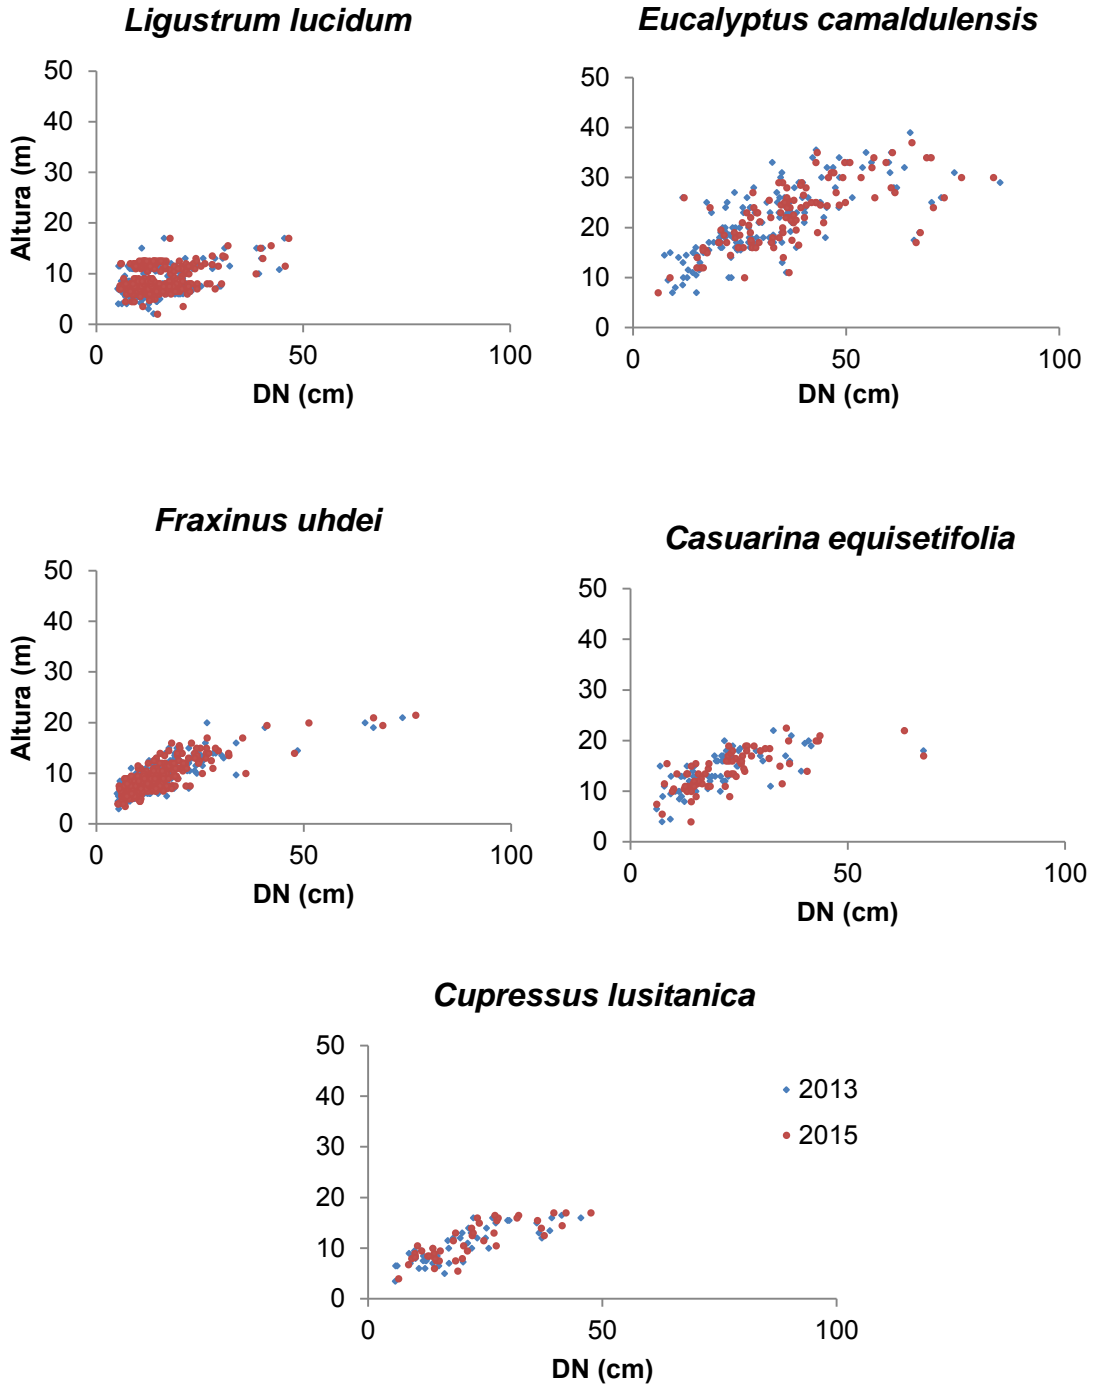 Ligustrum lucidum
Eucalyptus camaldulensis
Altura (m)
50
40
30
20
10
0
0 50 100
DN (cm)
50
40
30
20
10
0
0 50 100
DN (cm)
Fraxinus uhdei
Casuarina equisetifolia
Altura (m)
50
40
30
20
10
0
0 50 100
DN (cm)
50
40
30
20
10
0
0 50 100
DN (cm)
Cupressus lusitanica
50
40
30
20
10
0
0 50 100
DN (cm)
2013
2015